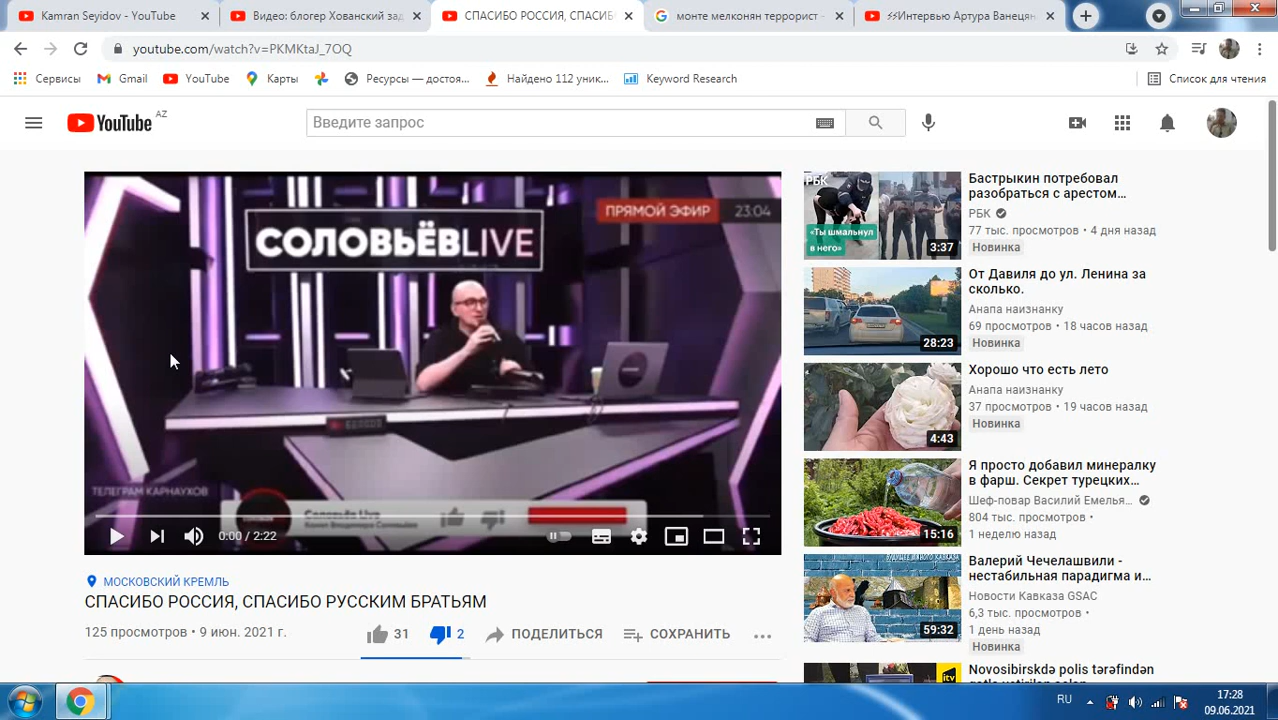 Kamran Seyidov - YouTube
Видео: блогер Хованский зад
СПАСИБО РОССИЯ, СПАСИБ
монте мелконян террорист -
⚡⚡Интервью Артура Ванецян
youtube.com/watch?v=PKMKtaJ_7OQ
Сервисы
Gmail
YouTube
Карты
Ресурсы — достоя...
Найдено 112 уник...
Keyword Research
Список для чтения
YouTube AZ
Введите запрос
ПРЯМОЙ ЭФИР 23:04
СОЛОВЬЁВLIVE
ТЕЛЕГРАМ КАРНАУХОВ
Соловьёв Live
0:00 / 2:22
МОСКОВСКИЙ КРЕМЛЬ
СПАСИБО РОССИЯ, СПАСИБО РУССКИМ БРАТЬЯМ
125 просмотров • 9 июн. 2021 г.
31
2
ПОДЕЛИТЬСЯ
СОХРАНИТЬ
РБК
«Ты шмальнул
в него»
3:37
Бастрыкин потребовал
разобраться с арестом…
РБК
77 тыс. просмотров • 4 дня назад
Новинка
28:23
От Давиля до ул. Ленина за
сколько.
Анапа наизнанку
69 просмотров • 18 часов назад
Новинка
4:43
Хорошо что есть лето
Анапа наизнанку
37 просмотров • 19 часов назад
Новинка
15:16
Я просто добавил минералку
в фарш. Секрет турецких…
Шеф-повар Василий Емелья…
804 тыс. просмотров •
1 неделю назад
59:32
Валерий Чечелашвили -
нестабильная парадигма и…
Новости Кавказа GSAC
6,3 тыс. просмотров •
1 день назад
Новинка
itv
Novosibirskdə polis tərəfindən
RU
17:28
09.06.2021